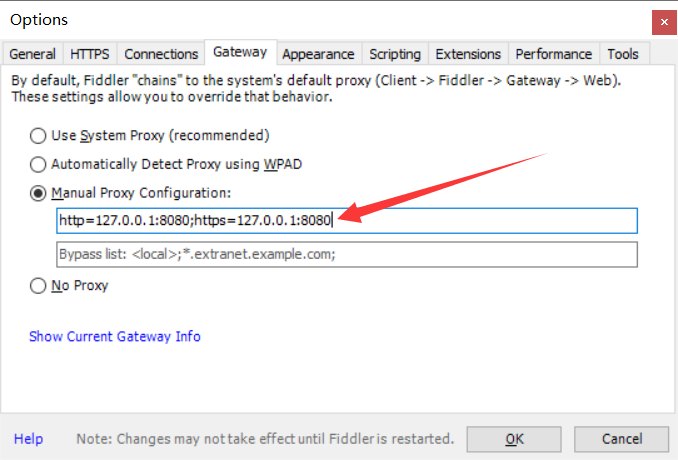 Options
General HTTPS Connections Gateway Appearance Scripting Extensions Performance Tools
By default, Fiddler "chains" to the system's default proxy (Client -> Fiddler -> Gateway -> Web).
These settings allow you to override that behavior.
Use System Proxy (recommended)
Automatically Detect Proxy using WPAD
Manual Proxy Configuration:
http=127.0.0.1:8080;https=127.0.0.1:8080
Bypass list: <local>;*.extranet.example.com;
No Proxy
Show Current Gateway Info
Help Note: Changes may not take effect until Fiddler is restarted. OK Cancel